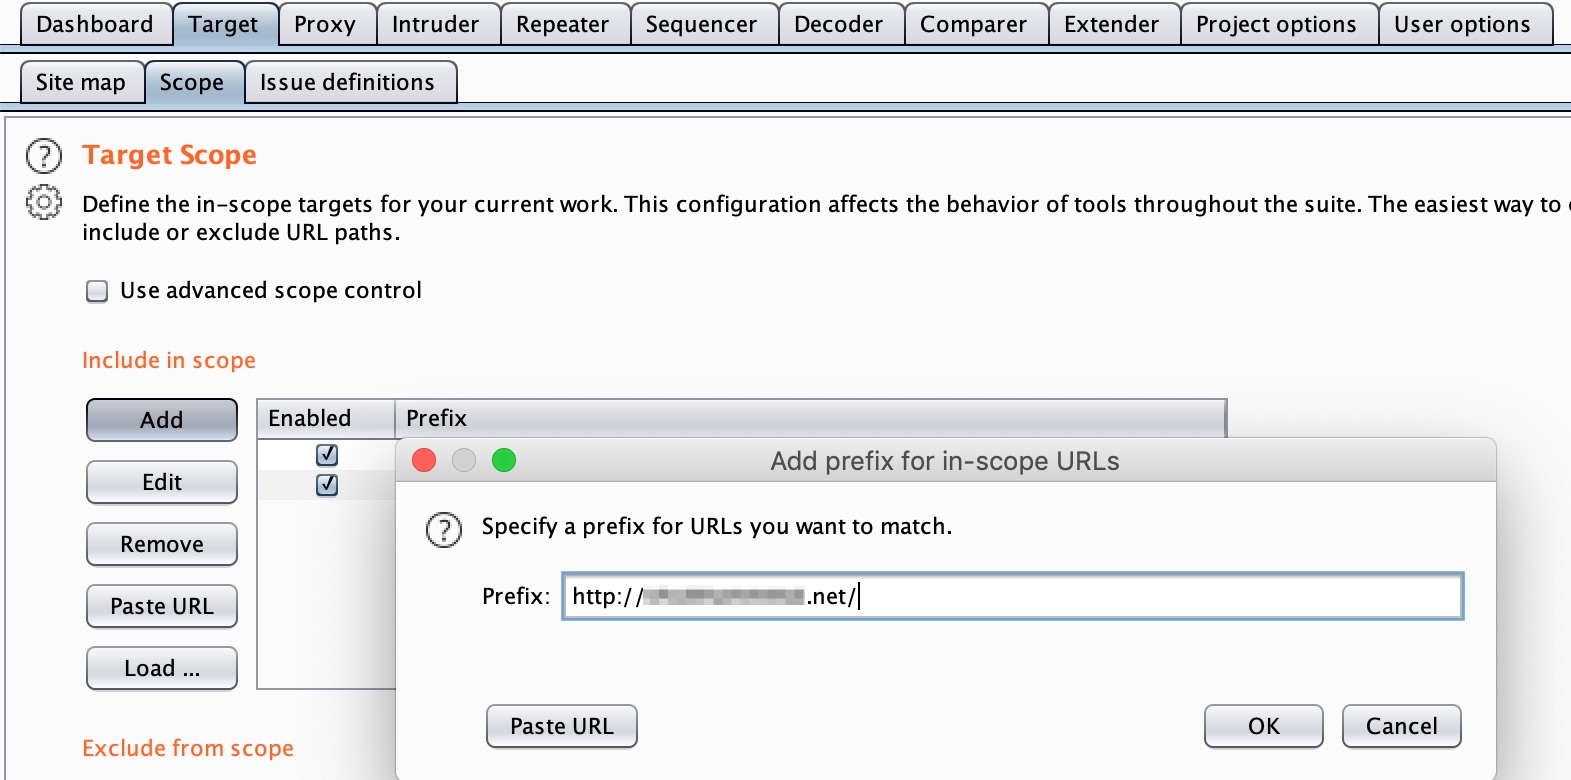 Dashboard Target Proxy Intruder Repeater Sequencer Decoder Comparer Extender Project options User options
Site map Scope Issue definitions
? Target Scope
Define the in-scope targets for your current work. This configuration affects the behavior of tools throughout the suite. The easiest way to
include or exclude URL paths.
Use advanced scope control
Include in scope
Add
Edit
Remove
Paste URL
Load ...
Enabled Prefix
Add prefix for in-scope URLs
? Specify a prefix for URLs you want to match.
Prefix: http:// .net/
Paste URL OK Cancel
Exclude from scope